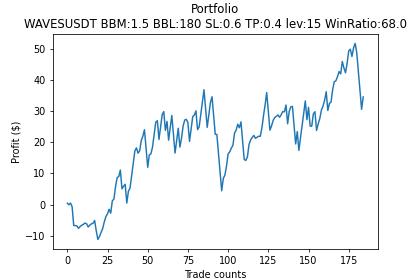 Portfolio
WAVESUSDT BBM:1.5 BBL:180 SL:0.6 TP:0.4 lev:15 WinRatio:68.0
Profit ($)
50
40
30
20
10
0
−10
0 25 50 75 100 125 150 175
Trade counts